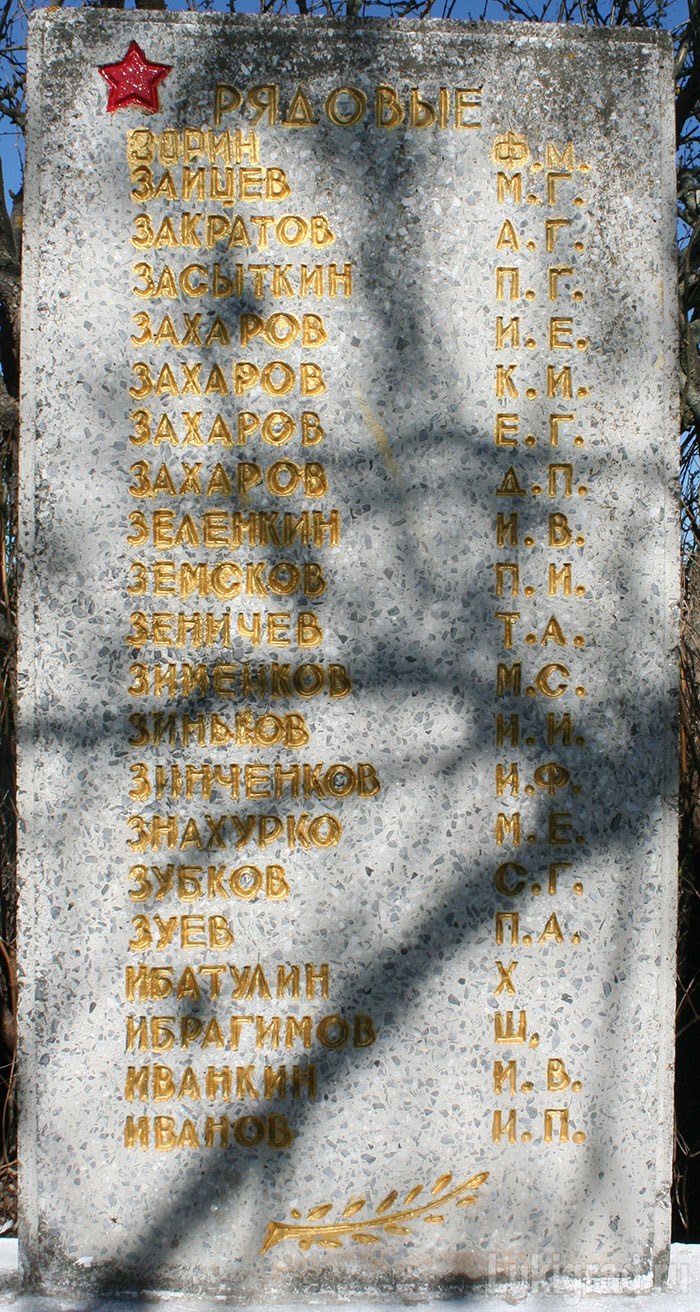 РЯДОВЫЕ
ЗОРИН Ф.М.
ЗАЙЦЕВ М.Г.
ЗАКРАТОВ А.Г.
ЗАСЫТКИН П.Г.
ЗАХАРОВ И.Е.
ЗАХАРОВ К.И.
ЗАХАРОВ Е.Г.
ЗАХАРОВ Д.П.
ЗЕЛЕНКИН И.В.
ЗЕМСКОВ П.И.
ЗЕНИЧЕВ Т.А.
ЗИМЕНКОВ М.С.
ЗИНЬКОВ Н.И.
ЗИНЧЕНКОВ И.Ф.
ЗНАХУРКО М.Е.
ЗУБКОВ С.Г.
ЗУЕВ П.А.
ИБАТУЛИН Х
ИБРАГИМОВ Ш.
ИВАНКИН И.В.
ИВАНОВ И.П.